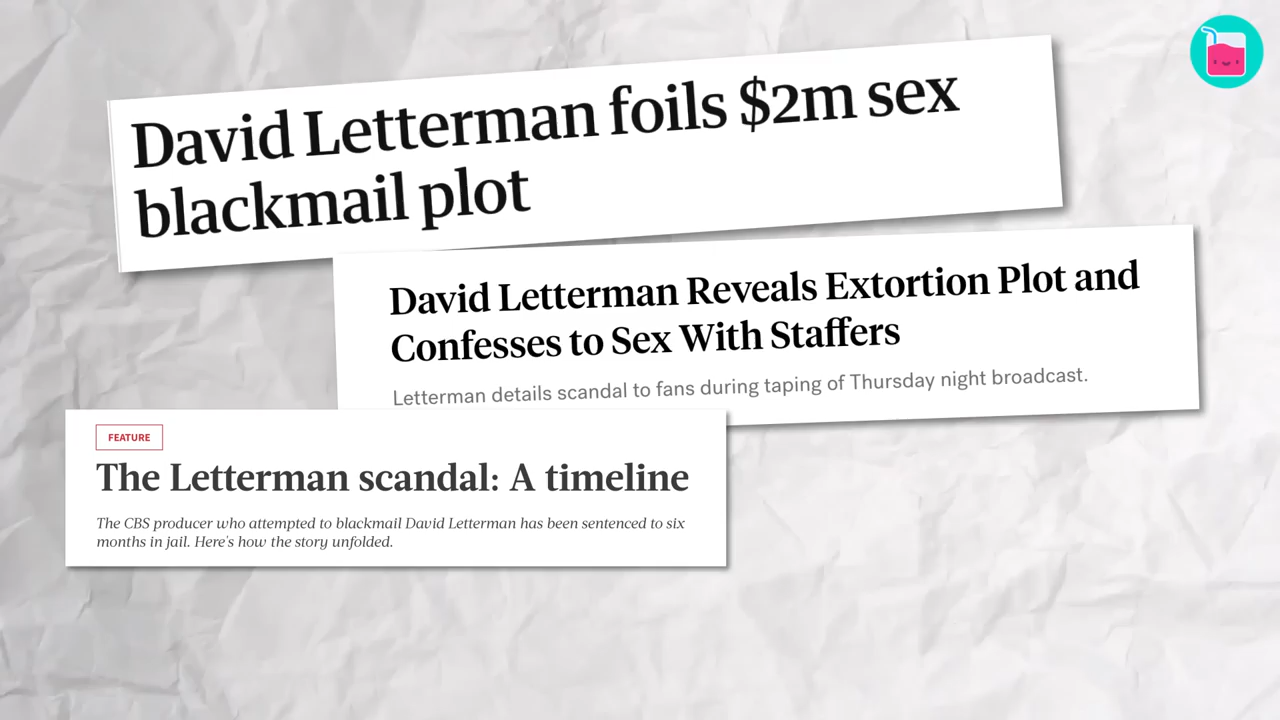 David Letterman foils $2m sex
blackmail plot
David Letterman Reveals Extortion Plot and
Confesses to Sex With Staffers
Letterman details scandal to fans during taping of Thursday night broadcast.
FEATURE
The Letterman scandal: A timeline
The CBS producer who attempted to blackmail David Letterman has been sentenced to six
months in jail. Here's how the story unfolded.